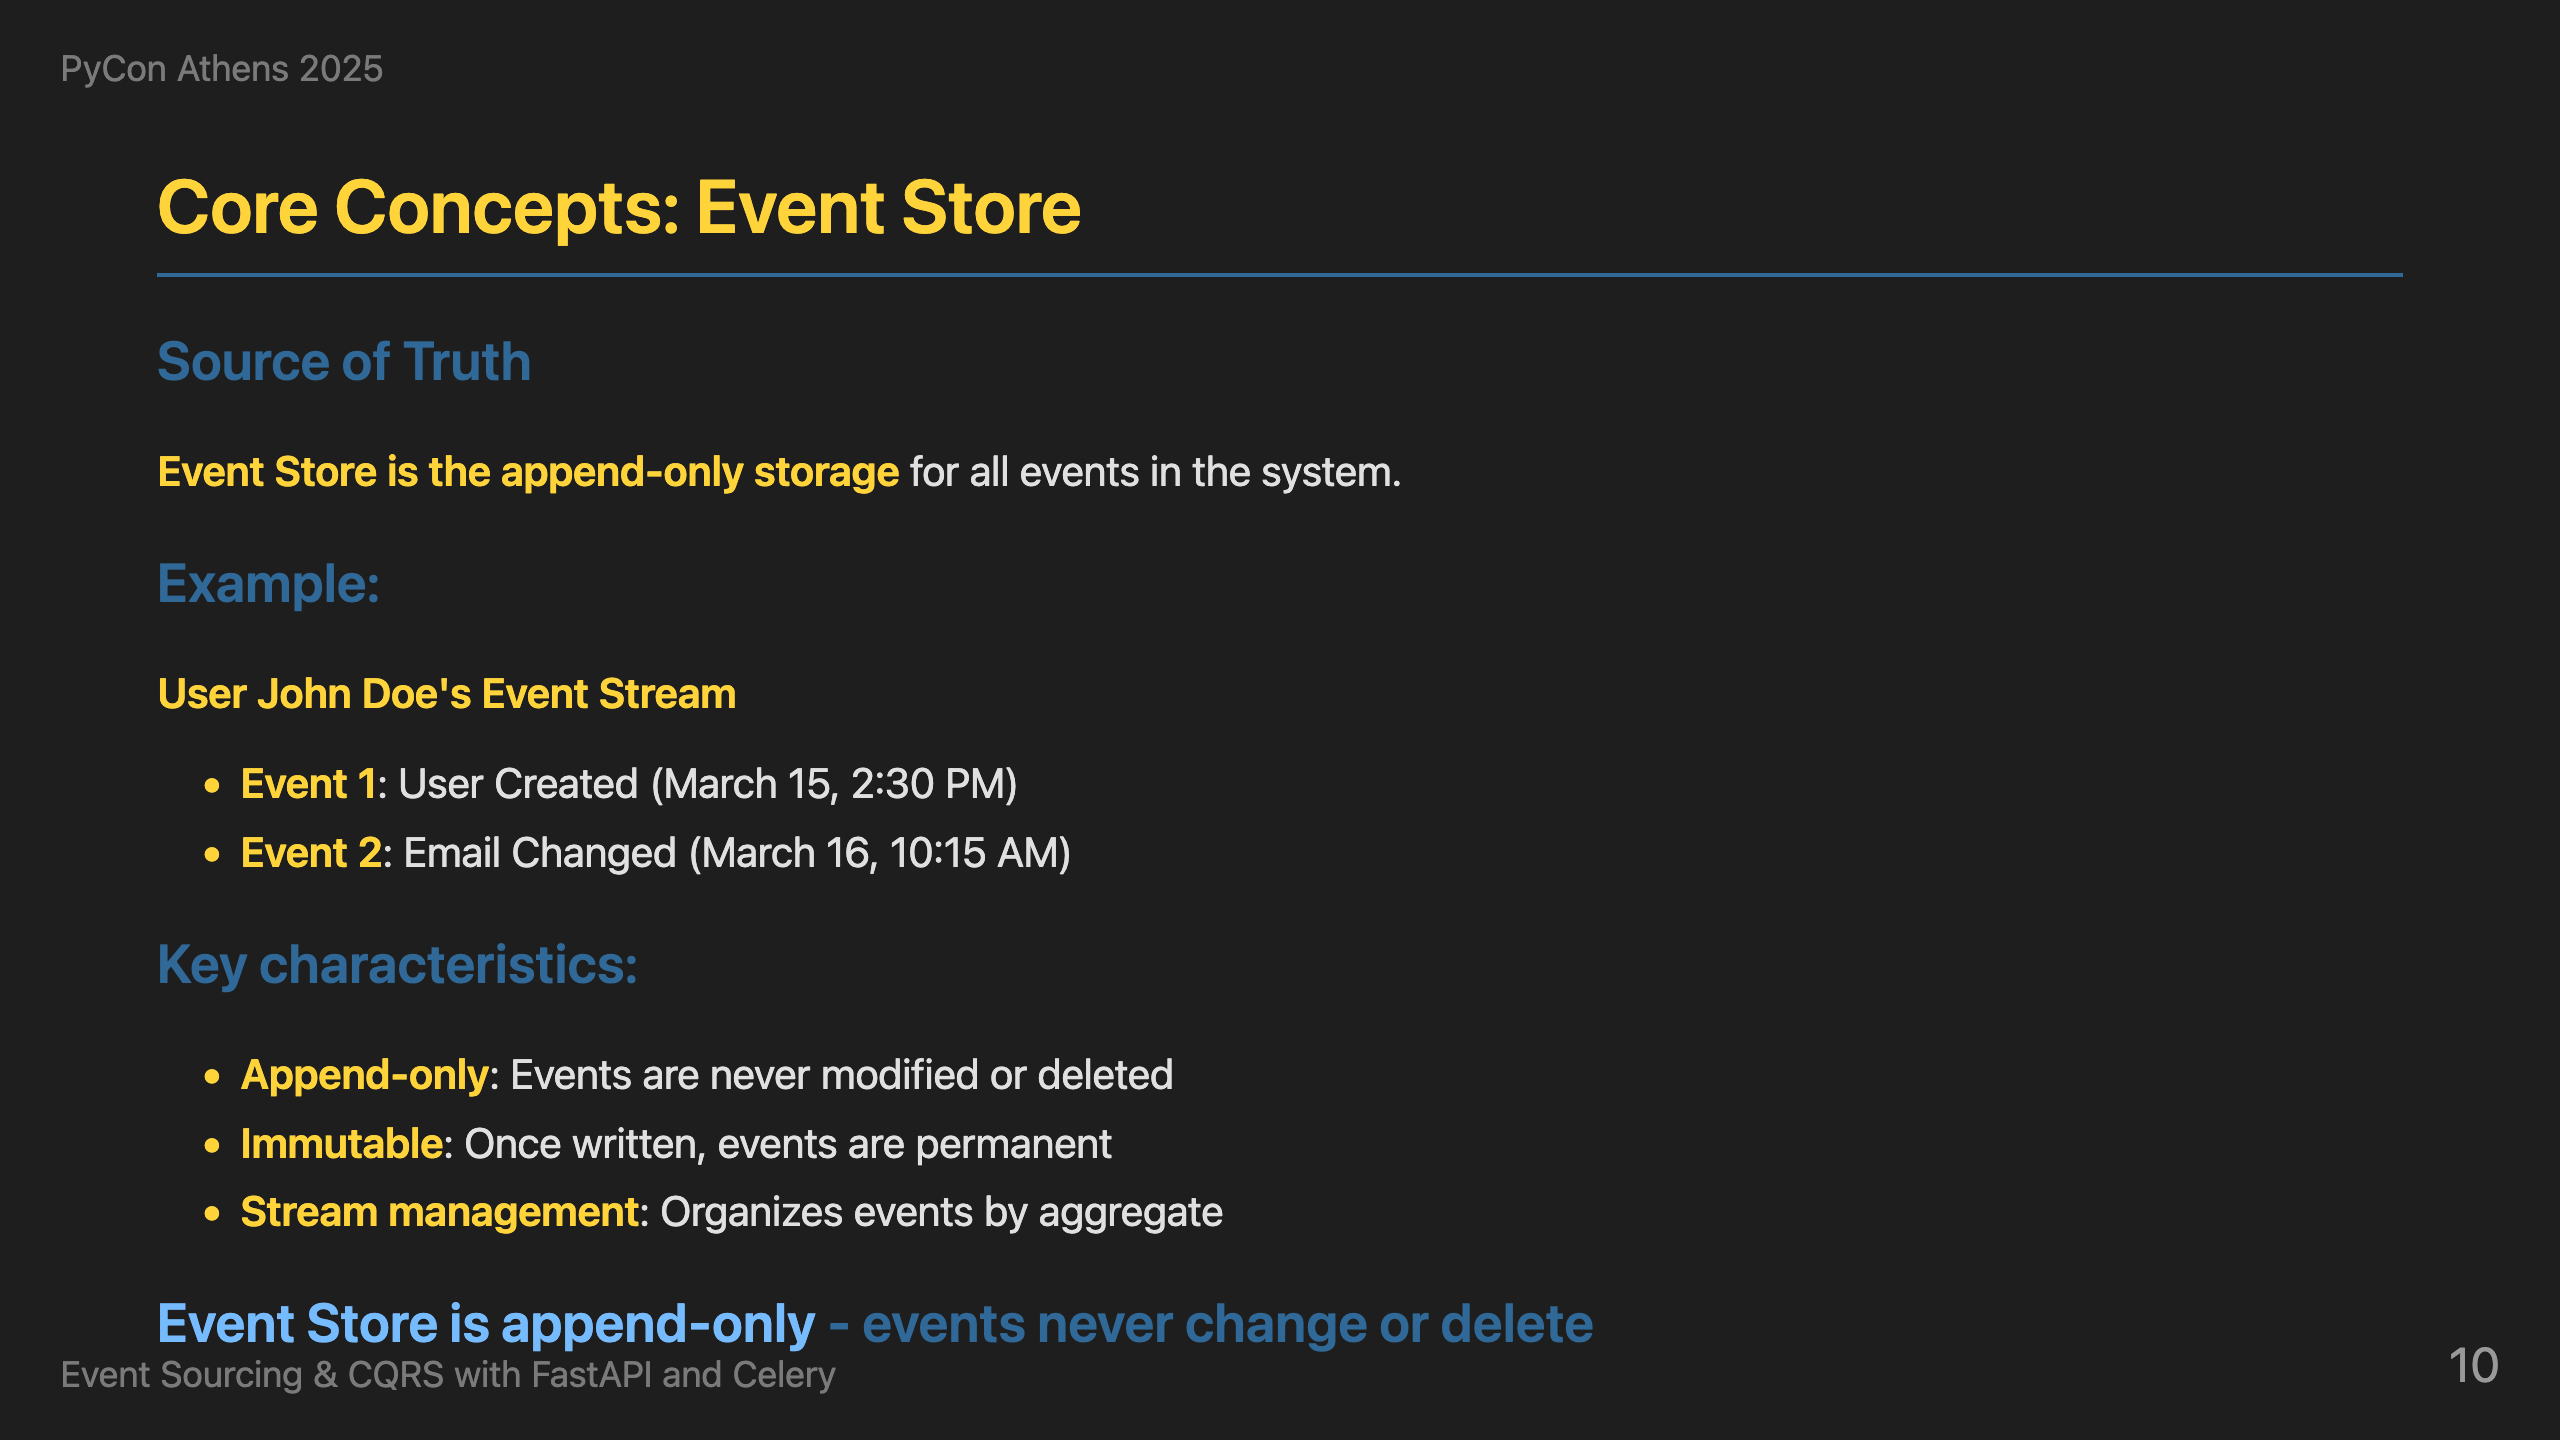 PyCon Athens 2025
Core Concepts: Event Store
Source of Truth
Event Store is the append-only storage for all events in the system.
Example:
User John Doe's Event Stream
• Event 1: User Created (March 15, 2:30 PM)
• Event 2: Email Changed (March 16, 10:15 AM)
Key characteristics:
• Append-only: Events are never modified or deleted
• Immutable: Once written, events are permanent
• Stream management: Organizes events by aggregate
Event Store is append-only - events never change or delete
Event Sourcing & CQRS with FastAPI and Celery
10